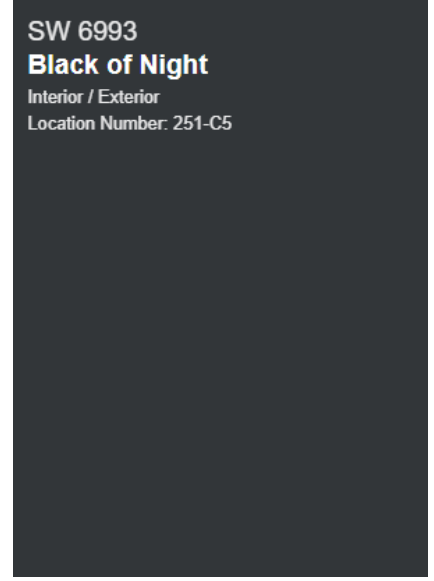 SW 6993
Black of Night
Interior / Exterior
Location Number: 251-C5